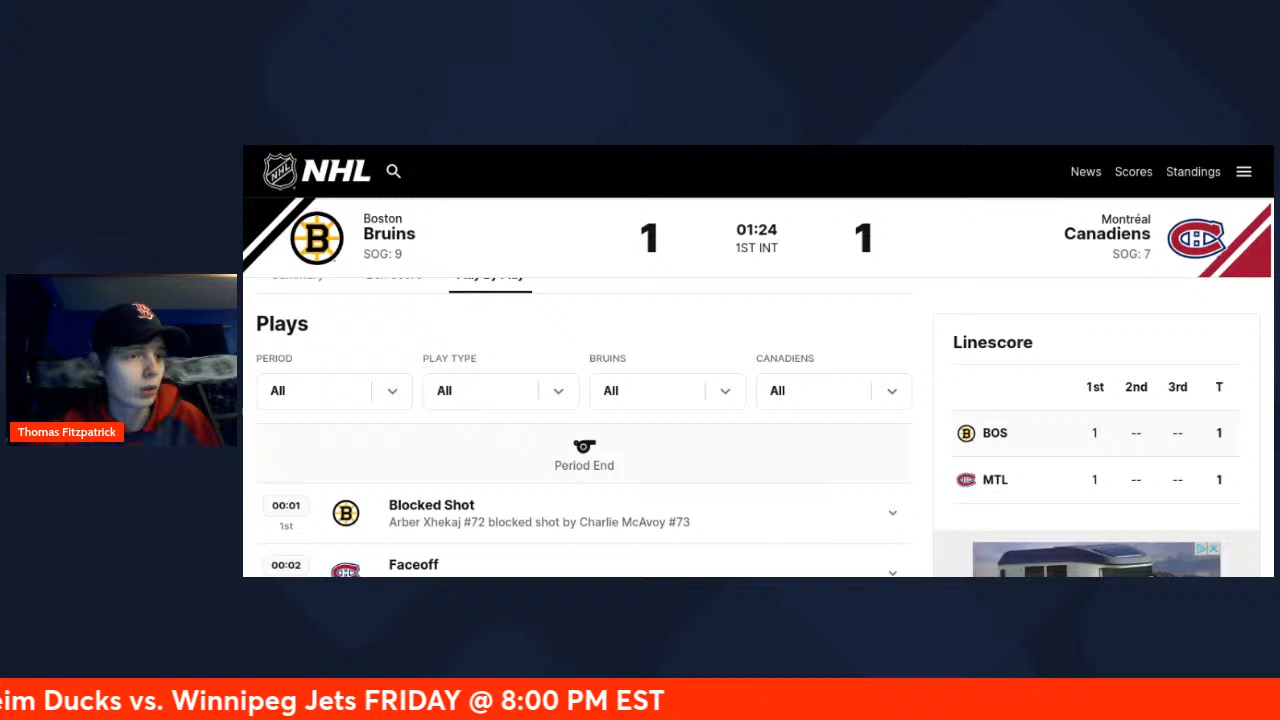 NHL
News Scores Standings
Boston
Bruins
SOG: 9
1
01:24
1ST INT
1
Montréal
Canadiens
SOG: 7
Plays
PERIOD PLAY TYPE BRUINS CANADIENS
All All All All
Period End
00:01
1st
Blocked Shot
Arber Xhekaj #72 blocked shot by Charlie McAvoy #73
00:02
Faceoff
Linescore
1st 2nd 3rd T
BOS 1 -- -- 1
MTL 1 -- -- 1
Thomas Fitzpatrick
eim Ducks vs. Winnipeg Jets FRIDAY @ 8:00 PM EST